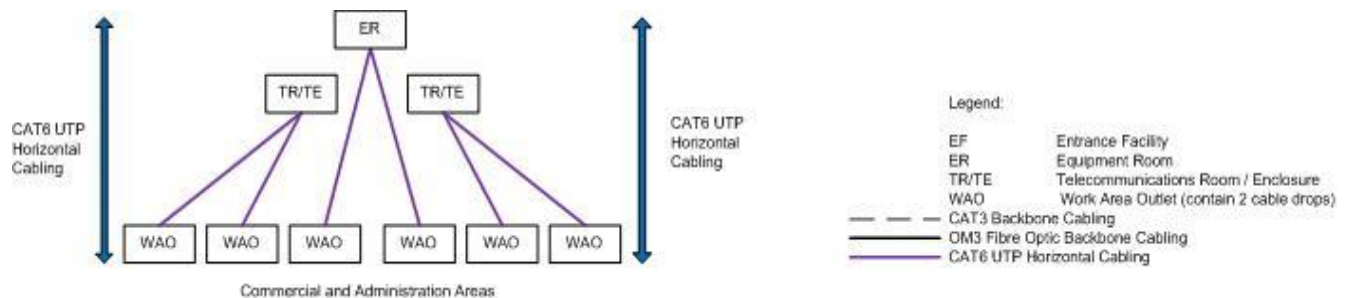 ER
TR/TE
TR/TE
CAT6 UTP
Horizontal
Cabling
CAT6 UTP
Horizontal
Cabling
WAO
WAO
WAO
WAO
WAO
WAO
Commercial and Administration Areas
Legend:
EF Entrance Facility
ER Equipment Room
TR/TE Telecommunications Room / Enclosure
WAO Work Area Outlet (contain 2 cable drops)
CAT3 Backbone Cabling
OM3 Fibre Optic Backbone Cabling
CAT6 UTP Horizontal Cabling